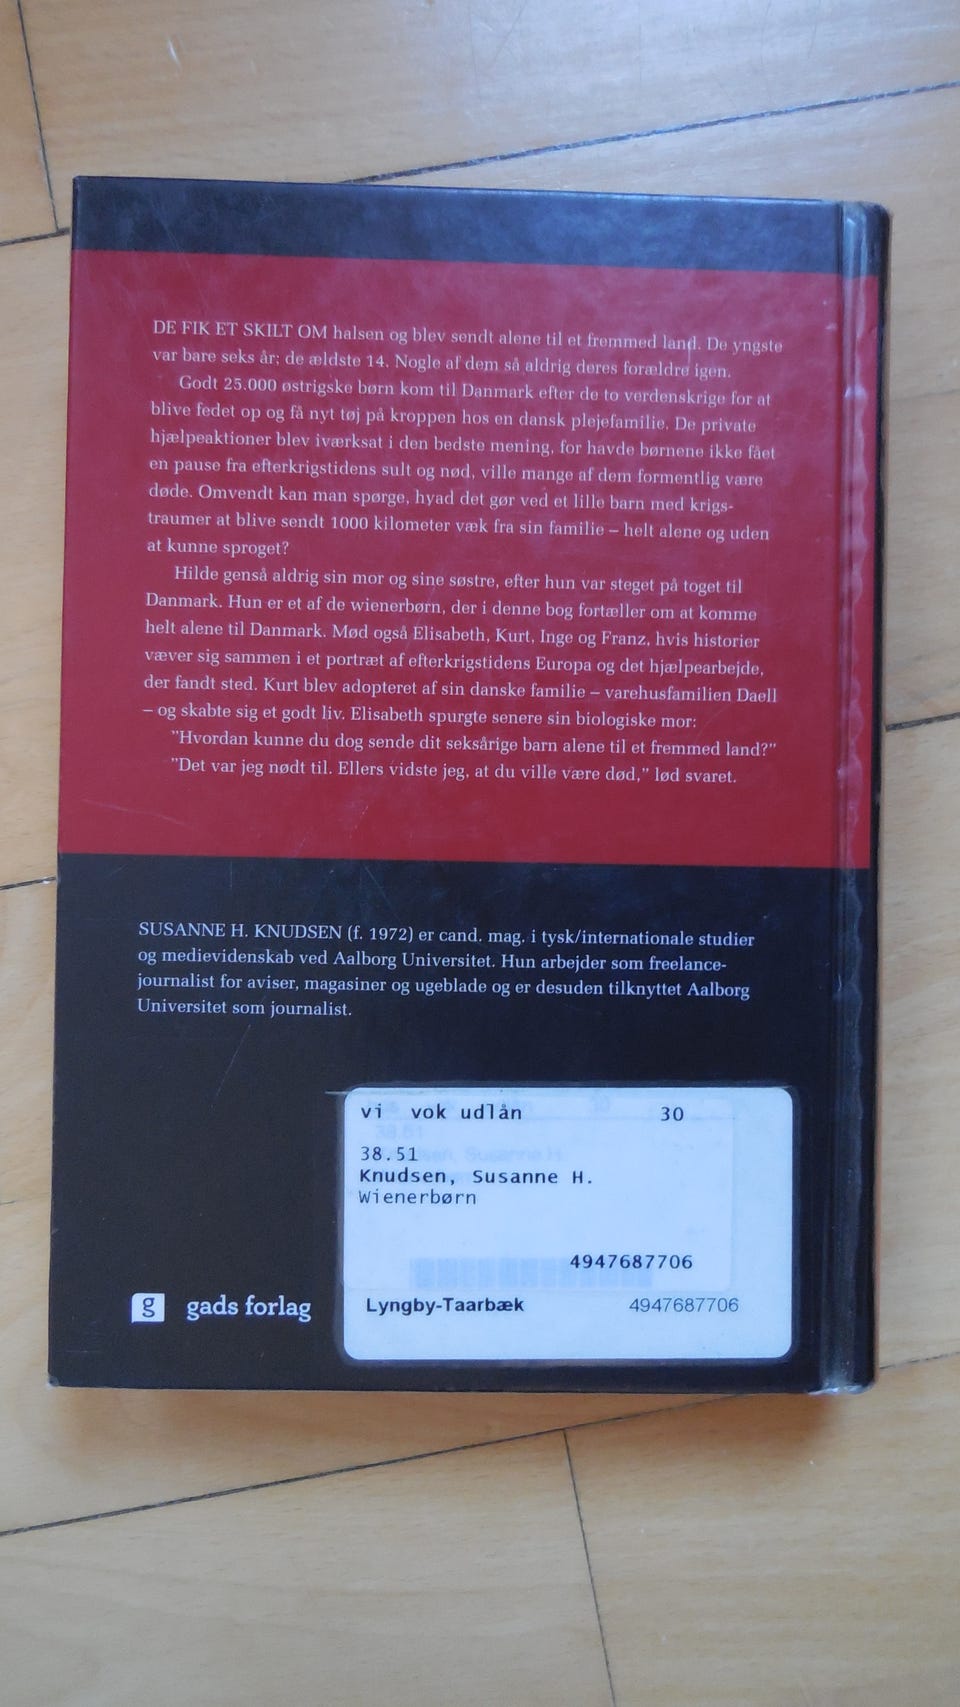 DE FIK ET SKILT OM halsen og blev sendt alene til et fremmed land. De yngste
var bare seks år; de ældste 14. Nogle af dem så aldrig deres forældre igen.
Godt 25.000 østrigske børn kom til Danmark efter de to verdenskrige for at
blive fedet op og få nyt tøj på kroppen hos en dansk plejefamilie. De private
hjælpeaktioner blev iværksat i den bedste mening, for havde børnene ikke fået
en pause fra efterkrigstidens sult og nød, ville mange af dem formentlig være
døde. Omvendt kan man spørge, hvad det gør ved et lille barn med krigs-
traumer at blive sendt 1000 kilometer væk fra sin familie – helt alene og uden
at kunne sproget?
Hilde genså aldrig sin mor og sine søstre, efter hun var steget på toget til
Danmark. Hun er et af de wienerbørn, der i denne bog fortæller om at komme
helt alene til Danmark. Mød også Elisabeth, Kurt, Inge og Franz, hvis historier
væver sig sammen i et portræt af efterkrigstidens Europa og det hjælpearbejde,
der fandt sted. Kurt blev adopteret af sin danske familie – varehusfamilien Daell
– og skabte sig et godt liv. Elisabeth spurgte senere sin biologiske mor:
"Hvordan kunne du dog sende dit seksårige barn alene til et fremmed land?"
"Det var jeg nødt til. Ellers vidste jeg, at du ville være død," lød svaret.
SUSANNE H. KNUDSEN (f. 1972) er cand. mag. i tysk/internationale studier
og medievidenskab ved Aalborg Universitet. Hun arbejder som freelance-
journalist for aviser, magasiner og ugeblade og er desuden tilknyttet Aalborg
Universitet som journalist.
vi vok udlån 30
38.51
Knudsen, Susanne H.
Wienerbørn
4947687706
Lyngby-Taarbæk 4947687706
g gads forlag